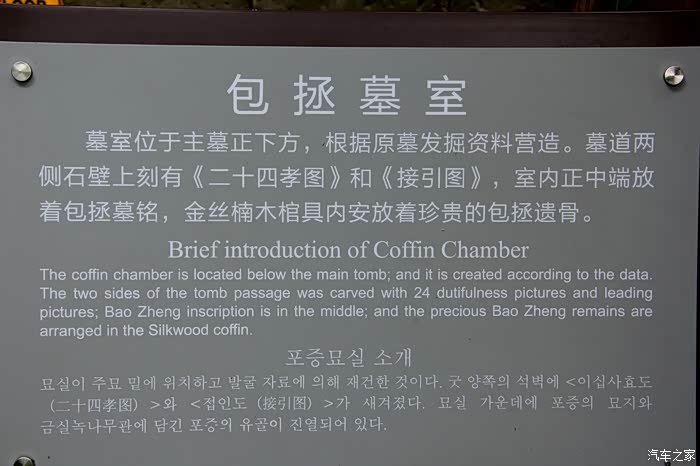 包拯墓室
墓室位于主墓正下方，根据原墓发掘资料营造。墓道两
侧石壁上刻有《二十四孝图》和《接引图》，室内正中端放
着包拯墓铭，金丝楠木棺具内安放着珍贵的包拯遗骨。
Brief introduction of Coffin Chamber
The coffin chamber is located below the main tomb; and it is created according to the data.
The two sides of the tomb passage was carved with 24 dutifulness pictures and leading
pictures; Bao Zheng inscription is in the middle; and the precious Bao Zheng remains are
arranged in the Silkwood coffin.
포증묘실 소개
묘실이 주묘 밑에 위치하고 발굴 자료에 의해 재건한 것이다. 굿 양쪽의 석벽에 <이십사효도
(二十四孝图) >와 <접인도 (接引图) >가 새겨졌다. 묘실 가운데에 포증의 묘지와
금실녹나무관에 담긴 포증의 유골이 진열되어 있다.
汽车之家